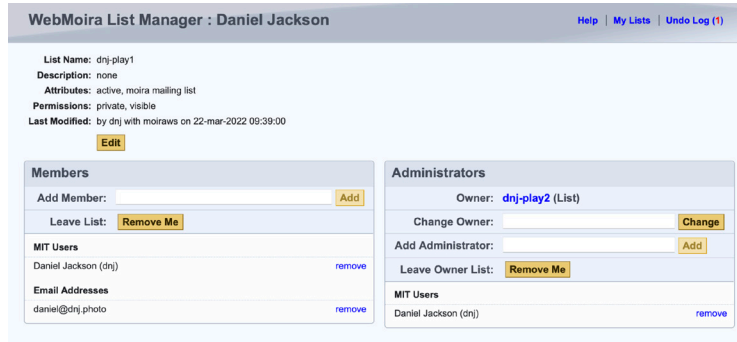 WebMoira List Manager : Daniel Jackson
Help | My Lists | Undo Log (1)
List Name: dnj-play1
Description: none
Attributes: active, moira mailing list
Permissions: private, visible
Last Modified: by dnj with moiraws on 22-mar-2022 09:39:00
Edit
Members
Add Member: Add
Leave List: Remove Me
MIT Users
Daniel Jackson (dnj) remove
Email Addresses
daniel@dnj.photo remove
Administrators
Owner: dnj-play2 (List)
Change Owner: Change
Add Administrator: Add
Leave Owner List: Remove Me
MIT Users
Daniel Jackson (dnj) remove